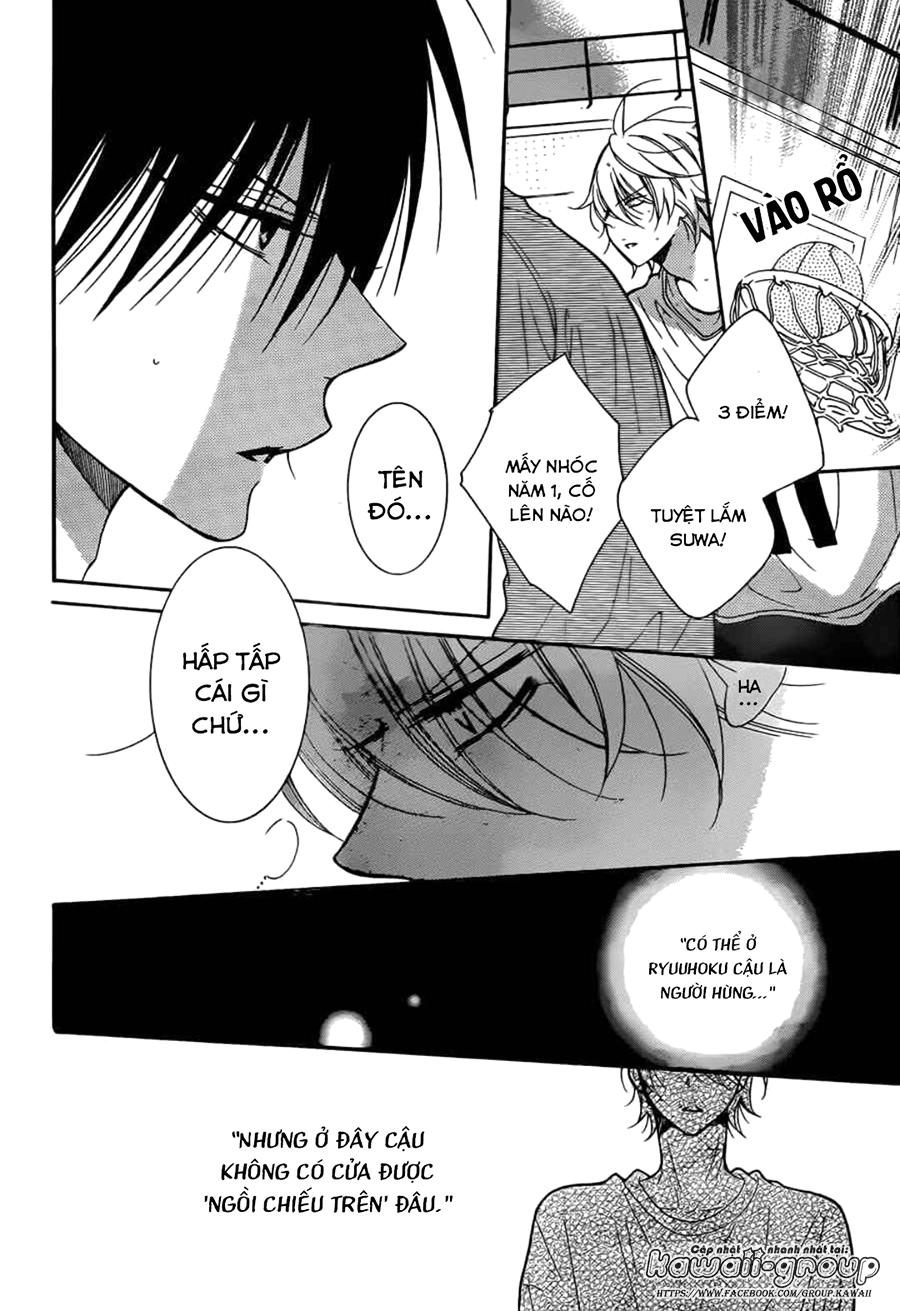 VÀO RỔ
3 ĐIỂM!
TUYỆT LẮM
SUWA!
MẤY NHÓC
NĂM 1, CỐ
LÊN NÀO!
TÊN
ĐÓ...
HA
...
HẤP TẤP
CÁI GÌ
CHỨ...
"CÓ THỂ Ở
RYUUHOKU CẬU LÀ
NGƯỜI HÙNG..."
"NHƯNG Ở ĐÂY CẬU
KHÔNG CÓ CỬA ĐƯỢC
'NGỒI CHIẾU TRÊN' ĐÂU."
Cập nhật nhanh nhất tại:
Kawaii-group
HTTPS://WWW.FACEBOOK.COM/GROUP.KAWAII